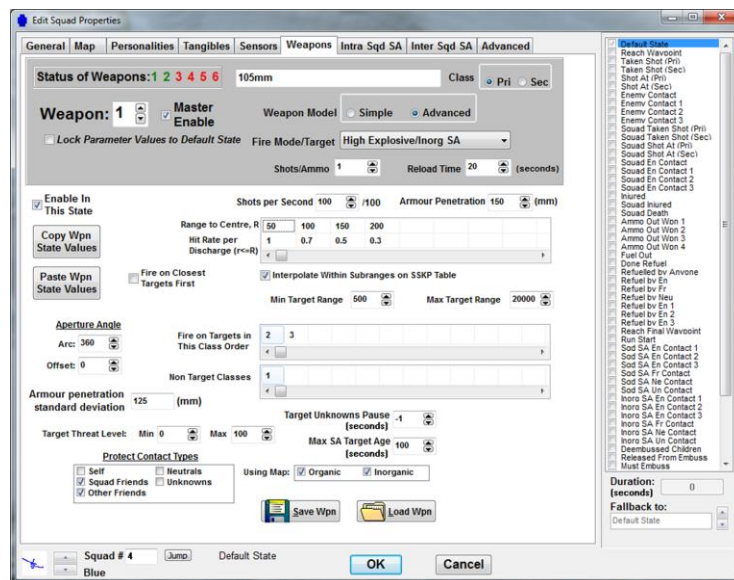 Edit Squad Properties
General Map Personalities Tangibles Sensors Weapons Intra Sqd SA Inter Sqd SA Advanced
Status of Weapons:1 2 3 4 5 6 105mm Class Pri Sec
Weapon: 1 Master Enable Weapon Model Simple Advanced
Lock Parameter Values to Default State Fire Mode/Target High Explosive/Inorg SA
Shots/Ammo 1 Reload Time 20 (seconds)
Enable In This State Shots per Second 100 /100 Armour Penetration 150 (mm)
Copy Wpn State Values
Range to Centre, R 50 100 150 200
Hit Rate per Discharge (r<=R) 1 0.7 0.5 0.3
Paste Wpn State Values
Fire on Closest Targets First
Interpolate Within Subranges on SSKP Table
Min Target Range 500 Max Target Range 20000
Aperture Angle
Arc: 360
Offset: 0
Fire on Targets in This Class Order 2 3
Non Target Classes 1
Armour penetration standard deviation 125 (mm)
Target Unknowns Pause (seconds) -1
Target Threat Level: Min 0 Max 100
Max SA Target Age (seconds) 100
Protect Contact Types
Self Neutrals
Squad Friends Unknowns
Other Friends
Using Map: Organic Inorganic
Save Wpn Load Wpn
Squad # 4 Jump Default State
Blue
OK Cancel
Default State
Reach Waypoint
Taken Shot (Pri)
Taken Shot (Sec)
Shot At (Pri)
Shot At (Sec)
Enemy Contact
Enemy Contact 1
Enemy Contact 2
Enemy Contact 3
Squad Taken Shot (Pri)
Squad Taken Shot (Sec)
Squad Shot At (Pri)
Squad Shot At (Sec)
Squad En Contact
Squad En Contact 1
Squad En Contact 2
Squad En Contact 3
Injured
Squad Injured
Squad Death
Ammo Out Won 1
Ammo Out Won 2
Ammo Out Won 3
Ammo Out Won 4
Fuel Out
Done Refuel
Refuelled by Anyone
Refuel by En
Refuel by Fr
Refuel by Neu
Refuel by En 1
Refuel by En 2
Refuel by En 3
Reach Final Waypoint
Run Start
Sqd SA En Contact 1
Sqd SA En Contact 2
Sqd SA En Contact 3
Sqd SA Fr Contact
Sqd SA Ne Contact
Sqd SA Un Contact
Inorg SA En Contact 1
Inorg SA En Contact 2
Inorg SA En Contact 3
Inorg SA Fr Contact
Inorg SA Ne Contact
Inorg SA Un Contact
Deembussed Children
Released From Embuss
Must Embuss
Duration: (seconds) 0
Fallback to:
Default State